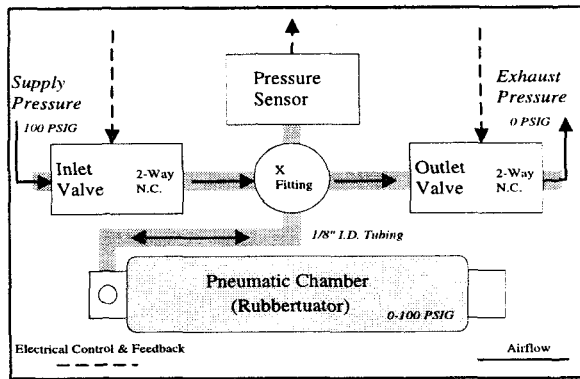 Supply
Pressure
100 PSIG
Pressure
Sensor
Exhaust
Pressure
0 PSIG
Inlet
Valve
2-Way
N.C.
X
Fitting
Outlet
Valve
2-Way
N.C.
1/8" I.D. Tubing
Pneumatic Chamber
(Rubbertuator)
0-100 PSIG
Electrical Control & Feedback
Airflow